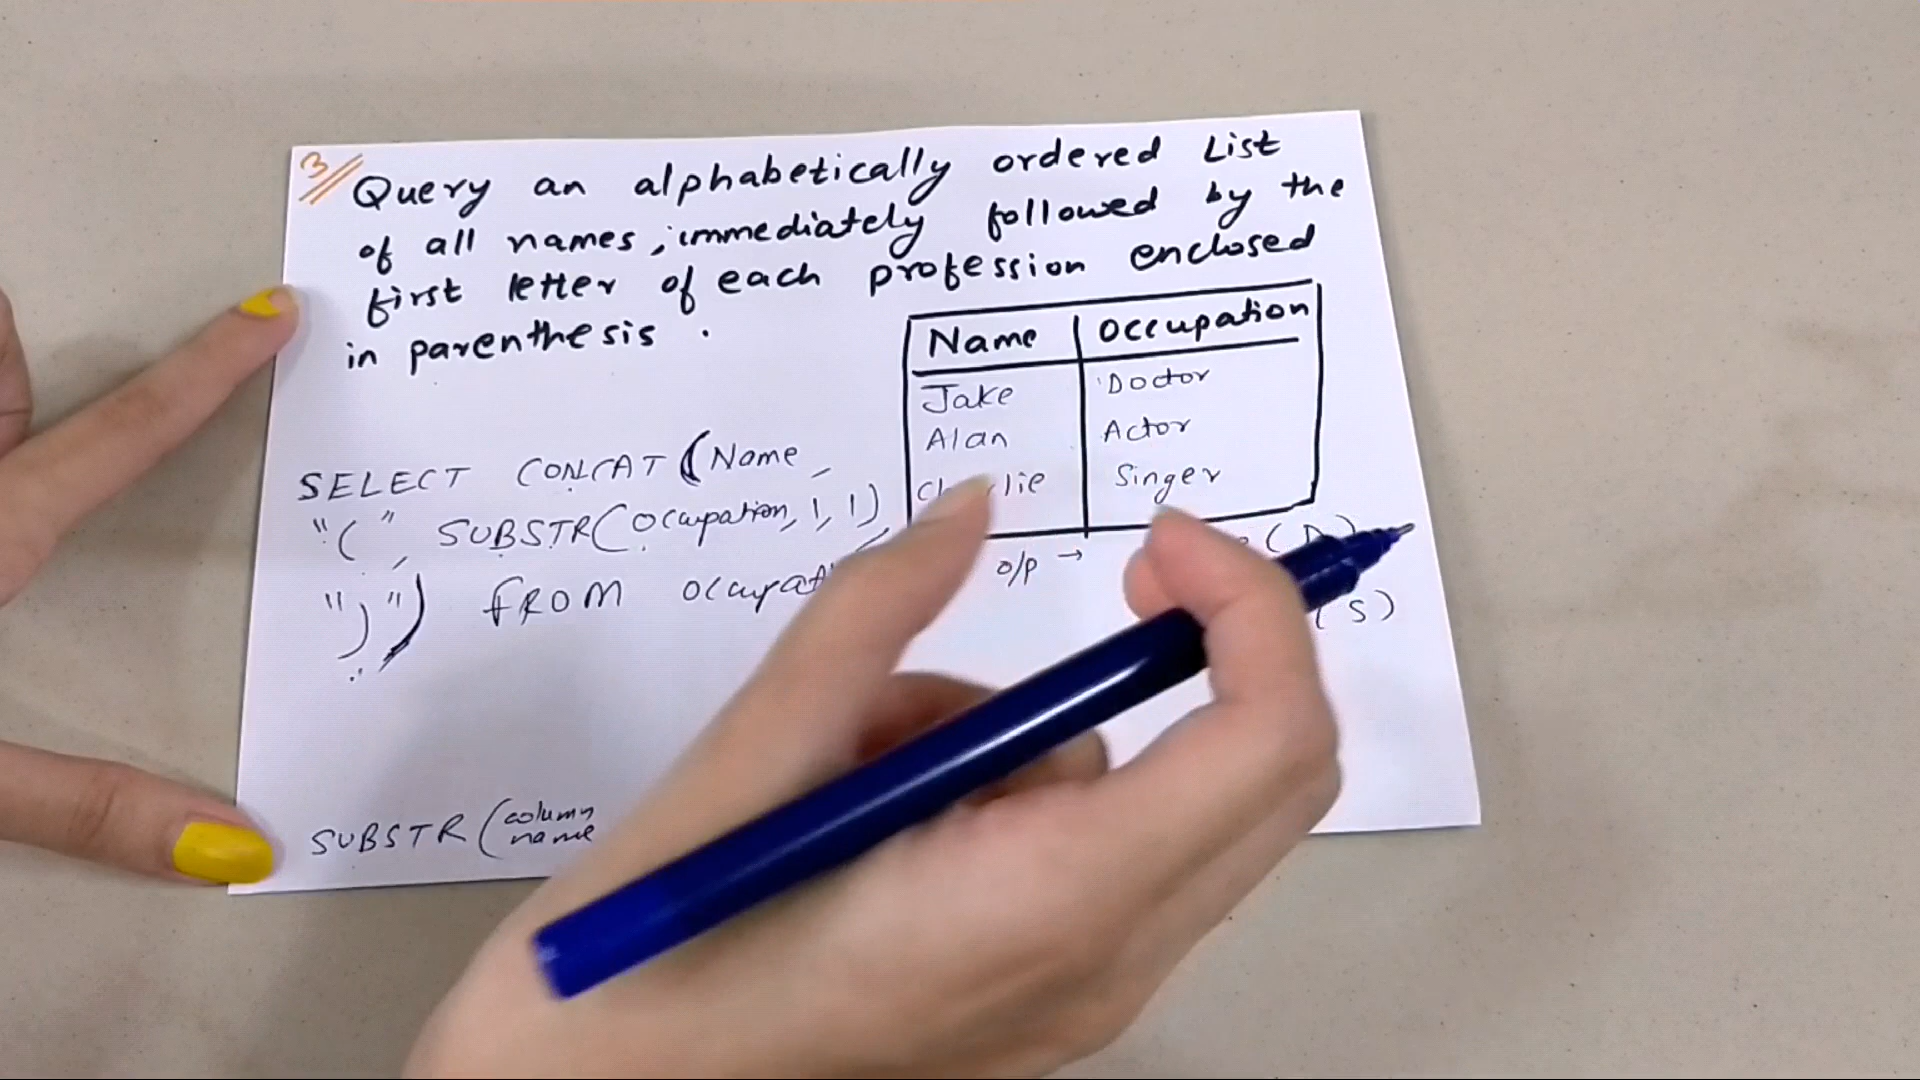 3
Query an alphabetically ordered List
of all names, immediately followed by the
first letter of each profession enclosed
in parenthesis .
Name Occupation
Jake Doctor
Alan Actor
Singer
SELECT CONCAT (Name ,
"(" , SUBSTR(Occupation, 1, 1) ,
")") FROM
o/p →
(S)
SUBSTR (column
name